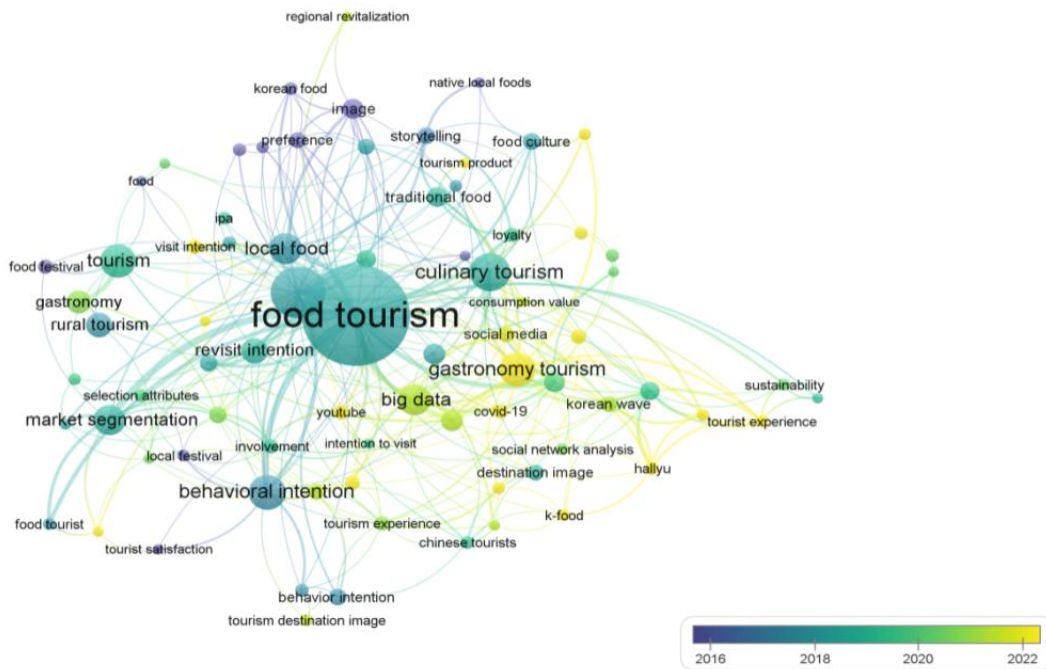 regional revitalization
native local foods
korean food
image
preference
storytelling
food culture
tourism product
food
traditional food
ipa
loyalty
visit intention
local food
tourism
food festival
culinary tourism
gastronomy
consumption value
food tourism
rural tourism
social media
revisit intention
gastronomy tourism
sustainability
selection attributes
big data
korean wave
market segmentation
youtube
covid-19
tourist experience
involvement
intention to visit
social network analysis
local festival
hallyu
destination image
behavioral intention
k-food
food tourist
tourism experience
chinese tourists
tourist satisfaction
behavior intention
tourism destination image
2016 2018 2020 2022